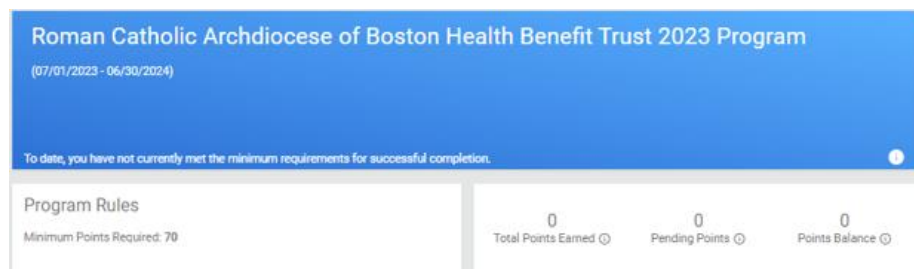 Roman Catholic Archdiocese of Boston Health Benefit Trust 2023 Program
(07/01/2023 - 06/30/2024)
To date, you have not currently met the minimum requirements for successful completion.
Program Rules
Minimum Points Required: 70
0 0 0
Total Points Earned Pending Points Points Balance